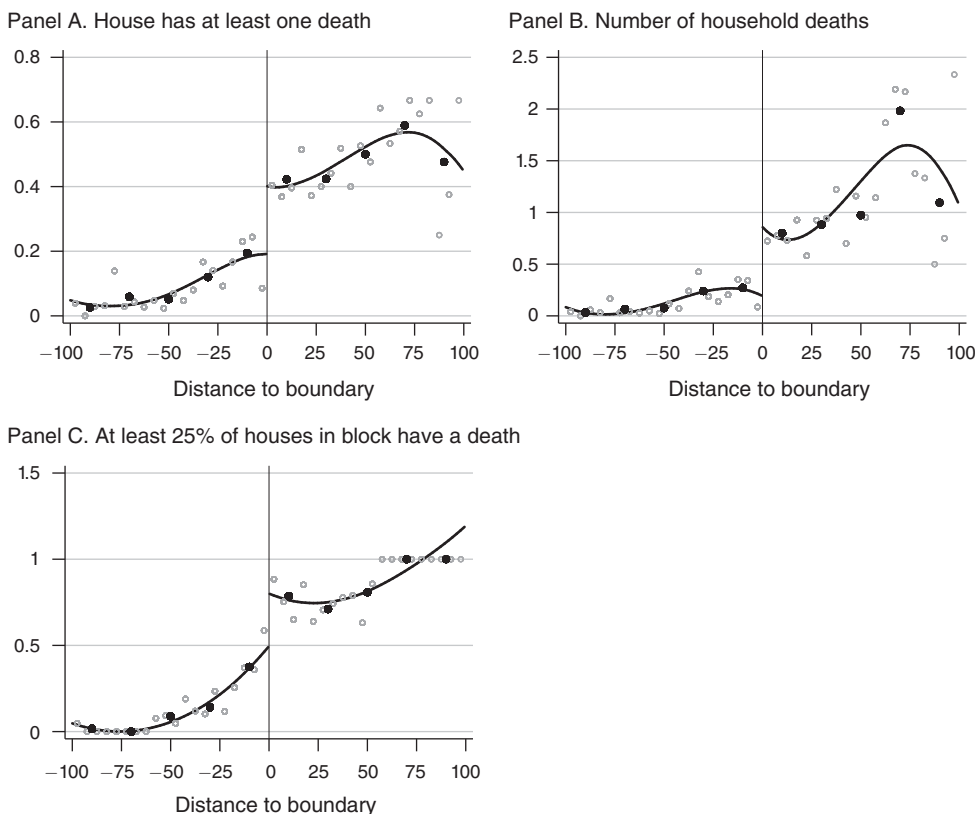 Panel A. House has at least one death
0.8
0.6
0.4
0.2
0
−100 −75 −50 −25 0 25 50 75 100
Distance to boundary
Panel B. Number of household deaths
2.5
2
1.5
1
0.5
0
−100 −75 −50 −25 0 25 50 75 100
Distance to boundary
Panel C. At least 25% of houses in block have a death
1.5
1
0.5
0
−100 −75 −50 −25 0 25 50 75 100
Distance to boundary